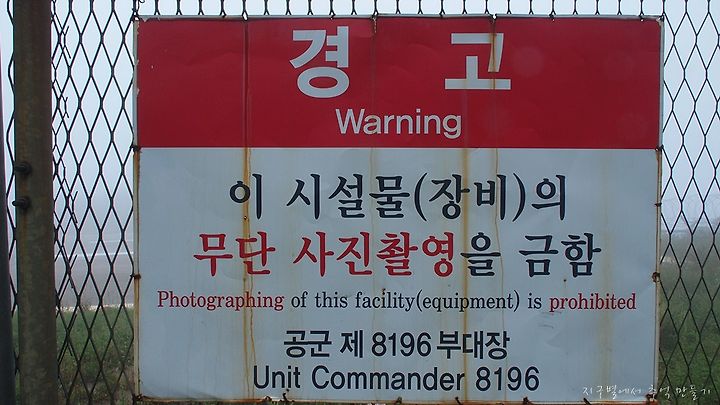 경 고
Warning
이 시설물(장비)의
무단 사진촬영을 금함
Photographing of this facility(equipment) is prohibited
공군 제 8196 부대장
Unit Commander 8196
지구별에서 추억 만들기